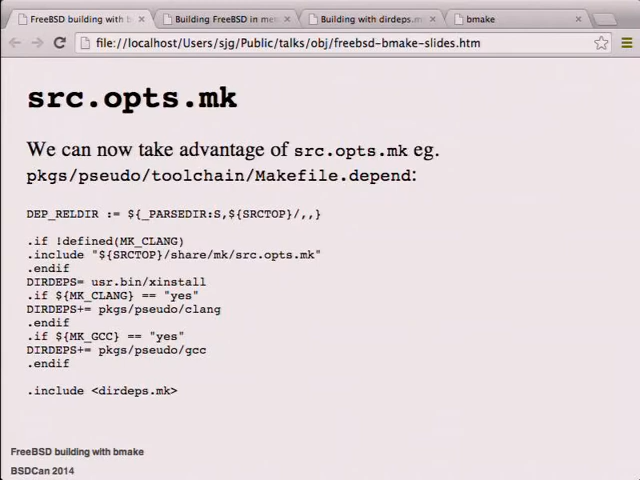 FreeBSD building with b
Building FreeBSD in met
Building with dirdeps.m
bmake
file://localhost/Users/sjg/Public/talks/obj/freebsd-bmake-slides.htm
src.opts.mk
We can now take advantage of src.opts.mk eg.
pkgs/pseudo/toolchain/Makefile.depend:
DEP_RELDIR := ${_PARSEDIR:S,${SRCTOP}/,,}
.if !defined(MK_CLANG)
.include "${SRCTOP}/share/mk/src.opts.mk"
.endif
DIRDEPS= usr.bin/xinstall
.if ${MK_CLANG} == "yes"
DIRDEPS+= pkgs/pseudo/clang
.endif
.if ${MK_GCC} == "yes"
DIRDEPS+= pkgs/pseudo/gcc
.endif
.include <dirdeps.mk>
FreeBSD building with bmake
BSDCan 2014